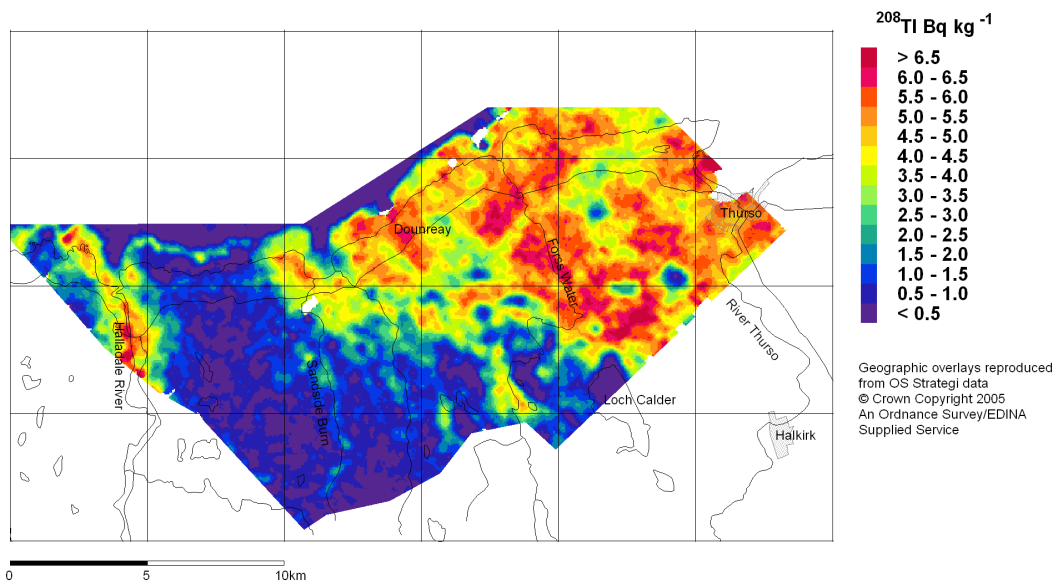 ²⁰⁸Tl Bq kg⁻¹
> 6.5
6.0 - 6.5
5.5 - 6.0
5.0 - 5.5
4.5 - 5.0
4.0 - 4.5
3.5 - 4.0
3.0 - 3.5
2.5 - 3.0
2.0 - 2.5
1.5 - 2.0
1.0 - 1.5
0.5 - 1.0
< 0.5
Thurso
Dounreay
Forss Water
River Thurso
Halladale River
Sandside Burn
Loch Calder
Halkirk
Geographic overlays reproduced
from OS Strategi data
© Crown Copyright 2005
An Ordnance Survey/EDINA
Supplied Service
0 5 10km